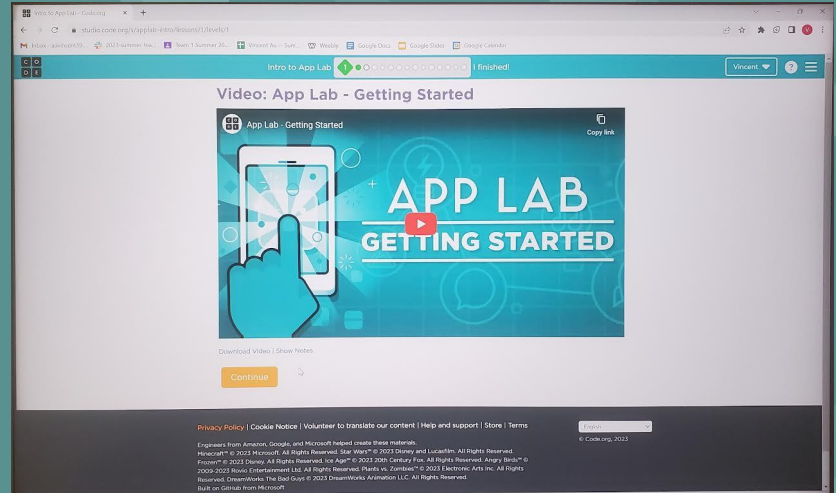 Intro to App Lab - Code.org
studio.code.org/s/applab-intro/lessons/1/levels/1
Team 1 Summer 20...
Weebly
Google Docs
Google Slides
Google Calendar
C O
D E
Intro to App Lab
1
I finished!
Vincent
?
Video: App Lab - Getting Started
C O
D E
App Lab - Getting Started
Copy link
APP LAB
GETTING STARTED
Download Video | Show Notes
Continue
Privacy Policy | Cookie Notice | Volunteer to translate our content | Help and support | Store | Terms
English
© Code.org, 2023
Engineers from Amazon, Google, and Microsoft helped create these materials.
Minecraft™ © 2023 Microsoft. All Rights Reserved. Star Wars™ © 2023 Disney and Lucasfilm. All Rights Reserved.
Frozen™ © 2023 Disney. All Rights Reserved. Ice Age™ © 2023 20th Century Fox. All Rights Reserved. Angry Birds™ ©
2009-2023 Rovio Entertainment Ltd. All Rights Reserved. Plants vs. Zombies™ © 2023 Electronic Arts Inc. All Rights
Reserved. DreamWorks The Bad Guys © 2023 DreamWorks Animation LLC. All Rights Reserved.
Built on GitHub from Microsoft